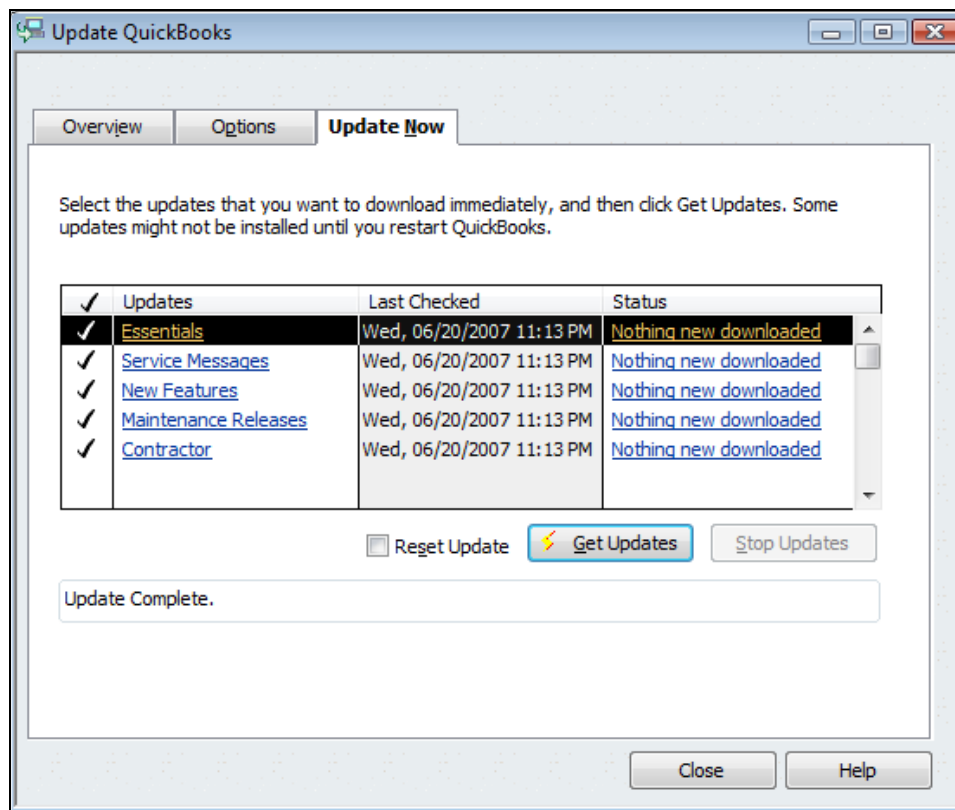 Update QuickBooks
Overview Options Update Now
Select the updates that you want to download immediately, and then click Get Updates. Some
updates might not be installed until you restart QuickBooks.
Updates Last Checked Status
Essentials Wed, 06/20/2007 11:13 PM Nothing new downloaded
Service Messages Wed, 06/20/2007 11:13 PM Nothing new downloaded
New Features Wed, 06/20/2007 11:13 PM Nothing new downloaded
Maintenance Releases Wed, 06/20/2007 11:13 PM Nothing new downloaded
Contractor Wed, 06/20/2007 11:13 PM Nothing new downloaded
Reset Update Get Updates Stop Updates
Update Complete.
Close Help